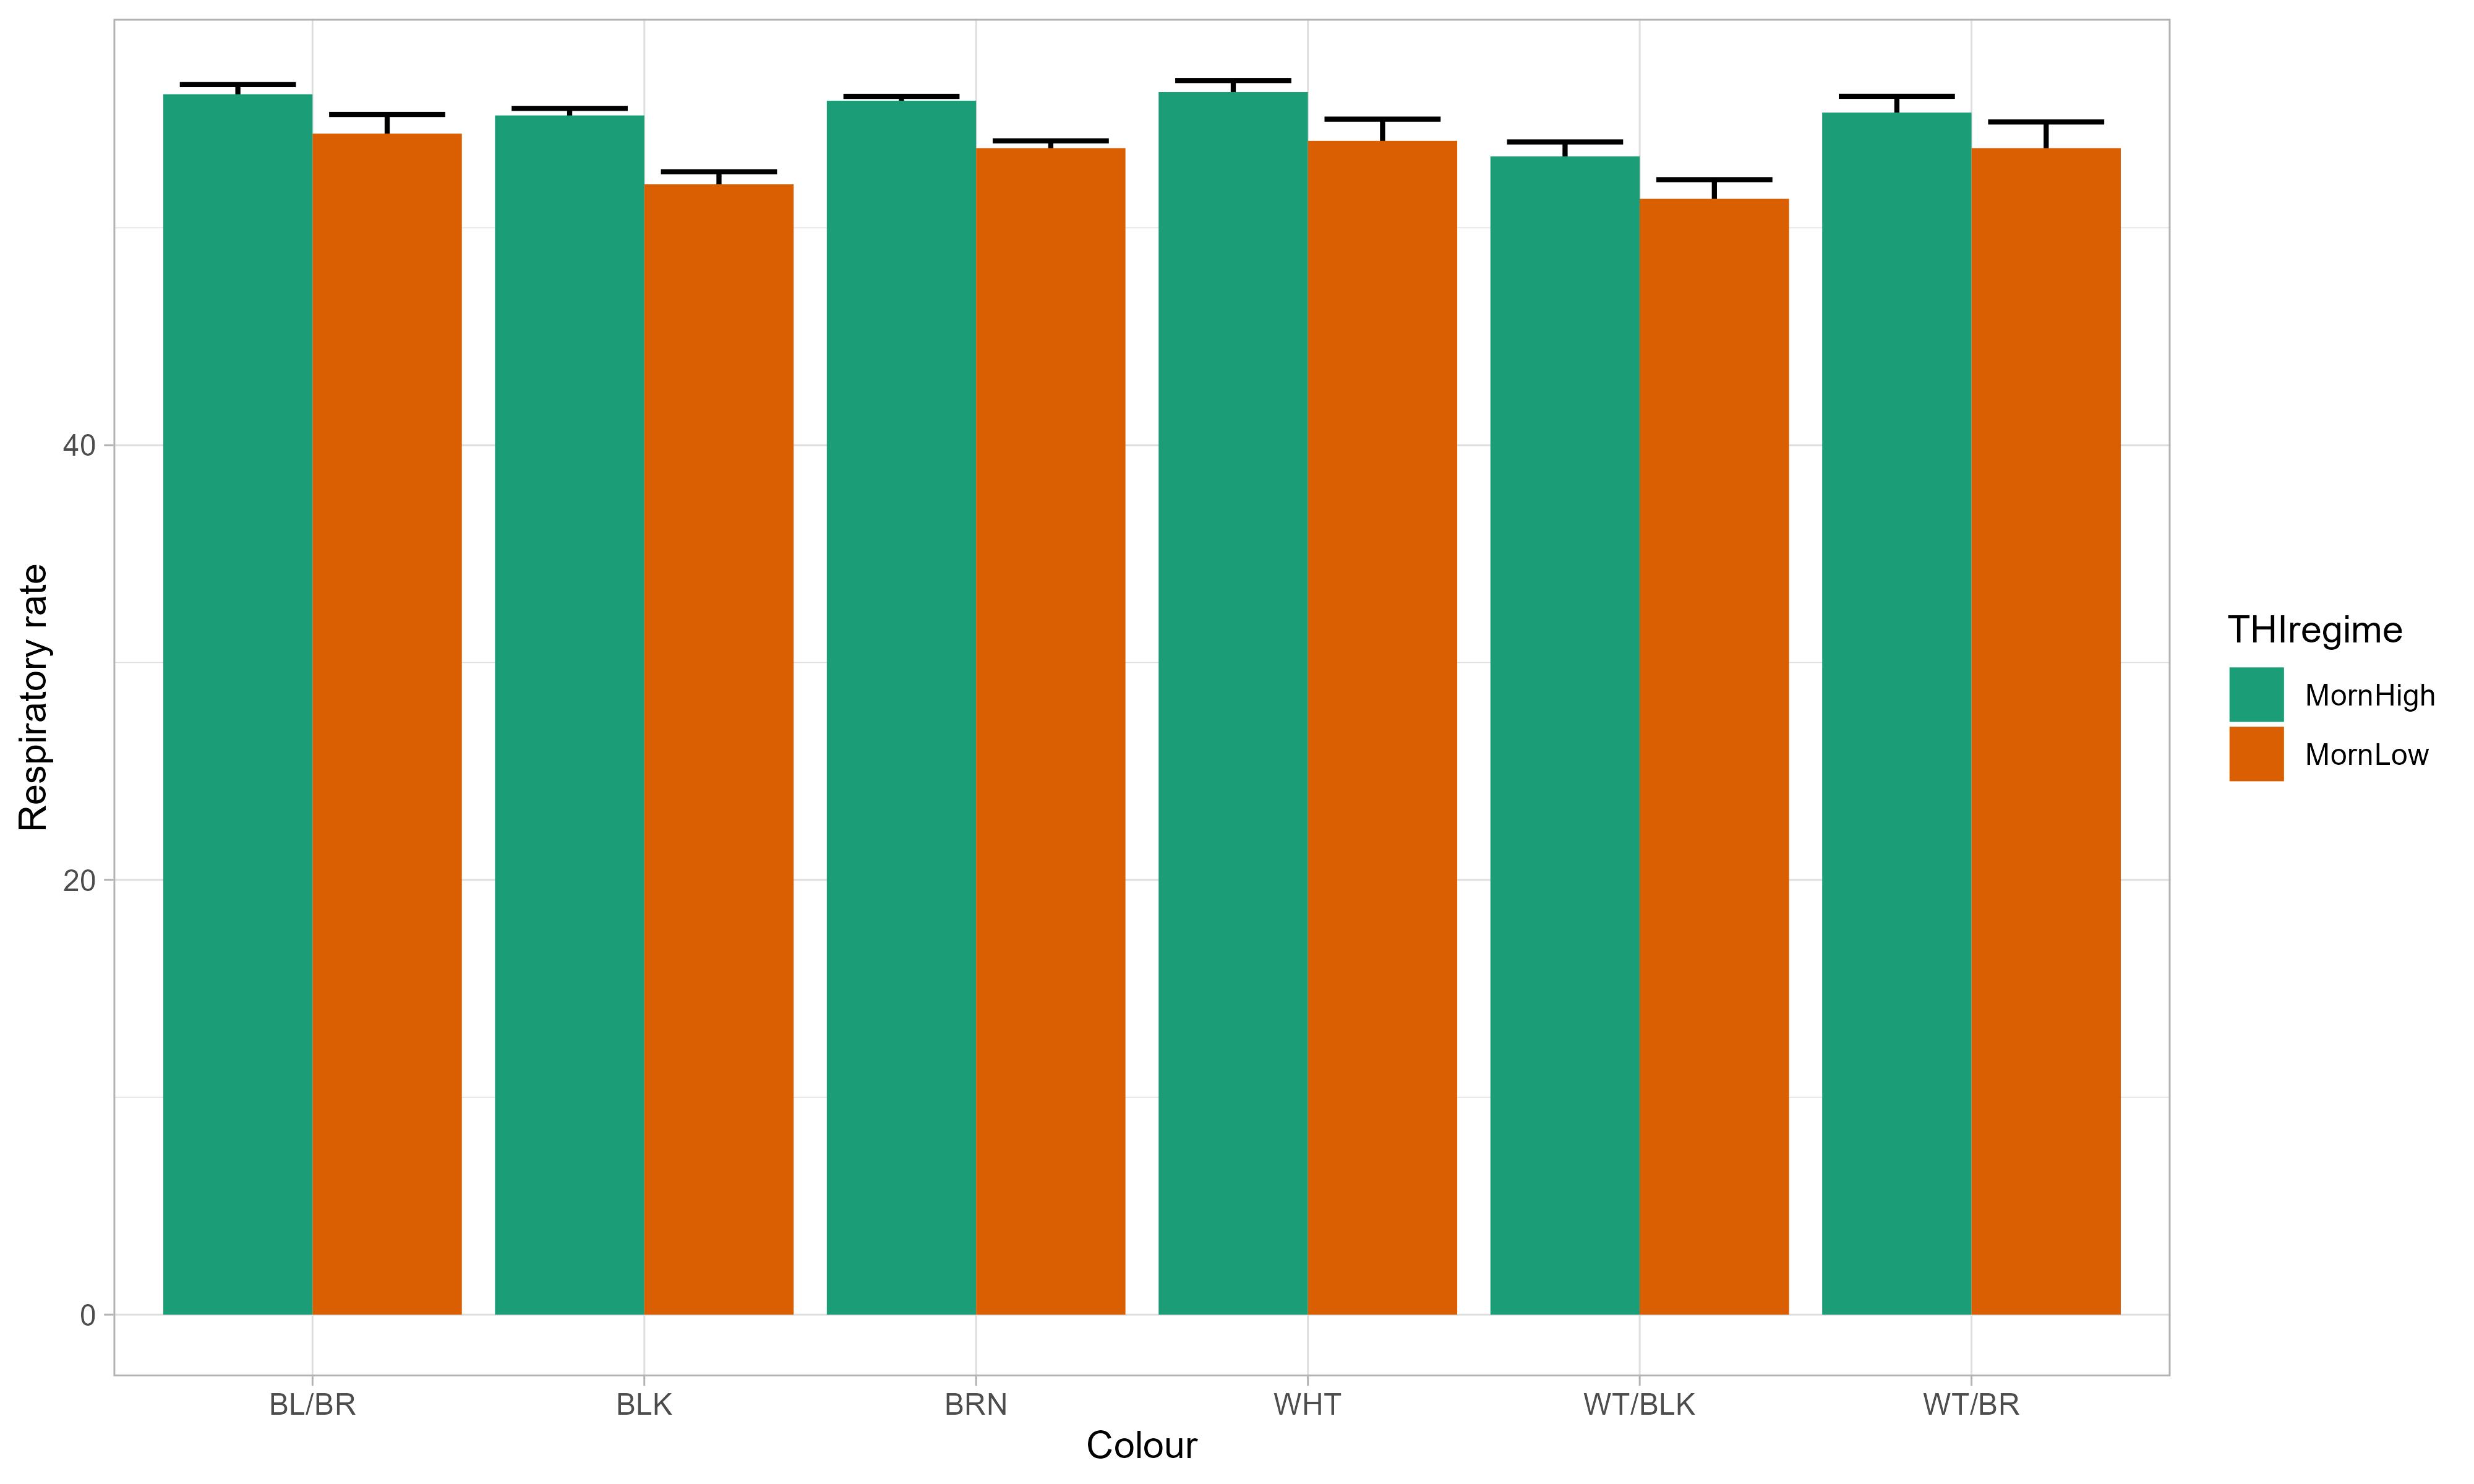 Respiratory rate
40
20
0
BL/BR BLK BRN WHT WT/BLK WT/BR
Colour
THIregime
MornHigh
MornLow